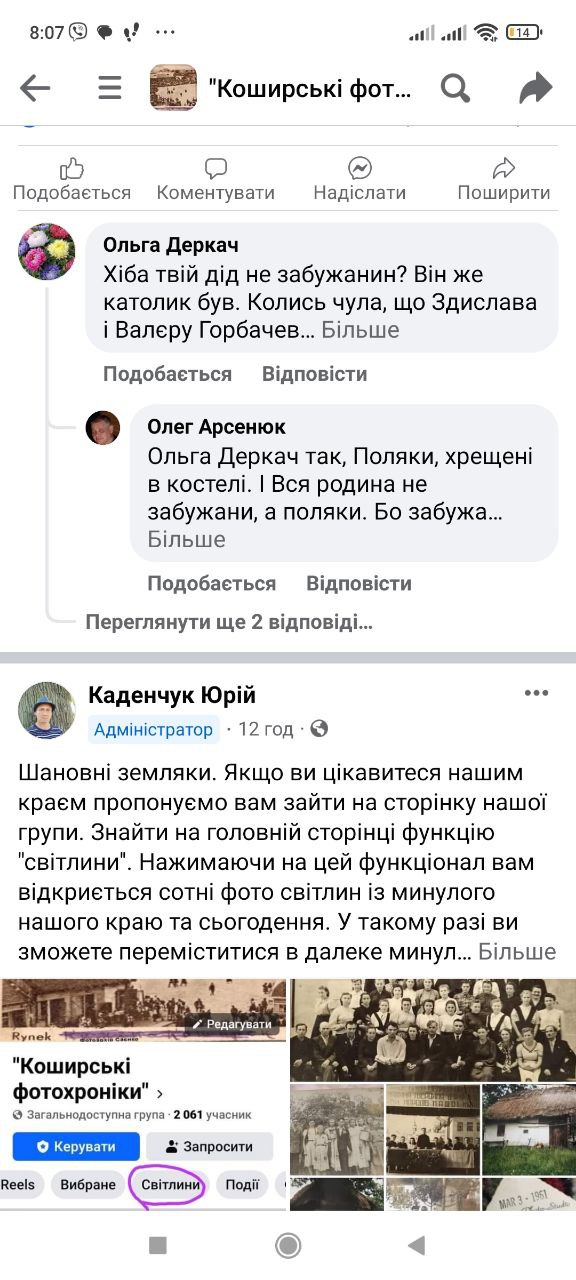 8:07
14
"Коширські фот...
Подобається
Коментувати
Надіслати
Поширити
Ольга Деркач
Хіба твій дід не забужанин? Він же
католик був. Колись чула, що Здислава
і Валєру Горбачев... Більше
Подобається Відповісти
Олег Арсенюк
Ольга Деркач так, Поляки, хрещені
в костелі. І Вся родина не
забужани, а поляки. Бо забужа...
Більше
Подобається Відповісти
Переглянути ще 2 відповіді...
Каденчук Юрій
Адміністратор · 12 год ·
Шановні земляки. Якщо ви цікавитеся нашим
краєм пропонуємо вам зайти на сторінку нашої
групи. Знайти на головній сторінці функцію
"світлини". Нажимаючи на цей функціонал вам
відкриється сотні фото світлин із минулого
нашого краю та сьогодення. У такому разі ви
зможете переміститися в далеке минул... Більше
Rynek
Редагувати
"Коширські
фотохроніки" ›
Загальнодоступна група · 2 061 учасник
Керувати
Запросити
Reels
Вибране
Світлини
Події
MAR 3 - 1961